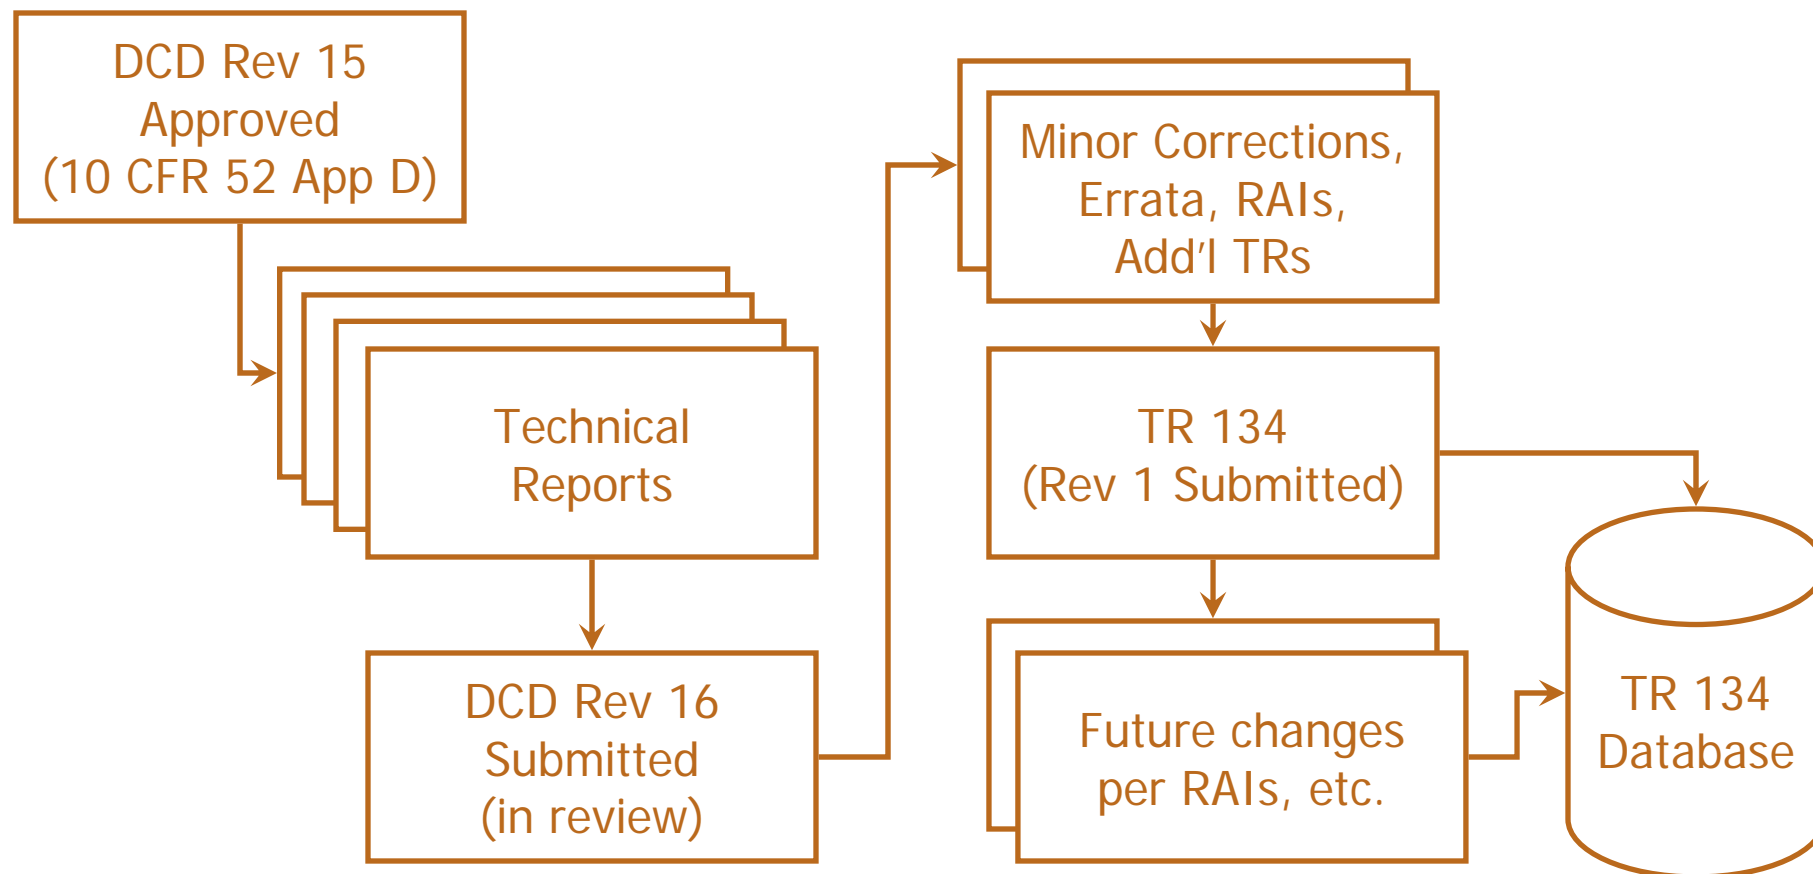 DCD Rev 15
Approved
(10 CFR 52 App D)
Technical
Reports
DCD Rev 16
Submitted
(in review)
Minor Corrections,
Errata, RAIs,
Add'l TRs
TR 134
(Rev 1 Submitted)
Future changes
per RAIs, etc.
TR 134
Database